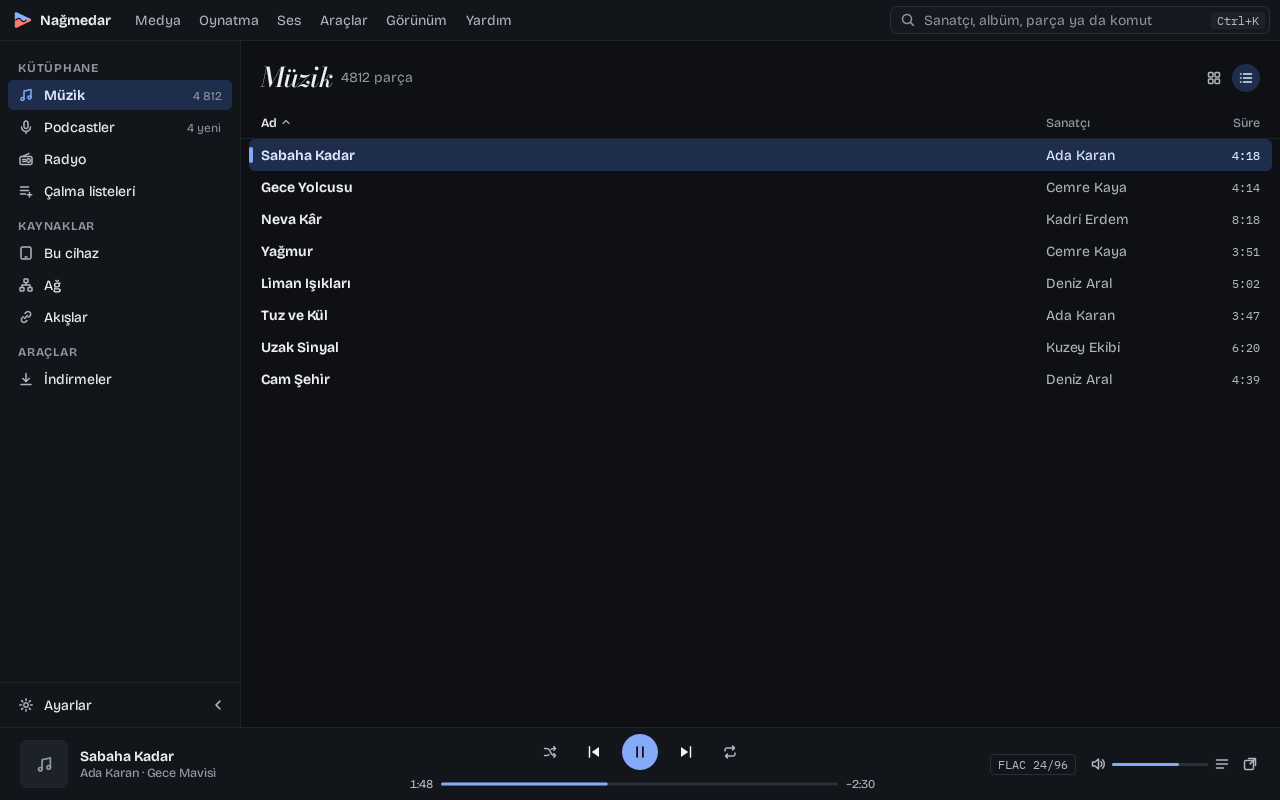 Nağmedar Medya Oynatma Ses Araçlar Görünüm Yardım Sanatçı, albüm, parça ya da komut Ctrl+K
KÜTÜPHANE
Müzik 4 812
Podcastler 4 yeni
Radyo
Çalma listeleri
KAYNAKLAR
Bu cihaz
Ağ
Akışlar
ARAÇLAR
İndirmeler
Ayarlar
Müzik 4812 parça
Ad Sanatçı Süre
Sabaha Kadar Ada Karan 4:18
Gece Yolcusu Cemre Kaya 4:14
Neva Kâr Kadri Erdem 8:18
Yağmur Cemre Kaya 3:51
Liman Işıkları Deniz Aral 5:02
Tuz ve Kül Ada Karan 3:47
Uzak Sinyal Kuzey Ekibi 6:20
Cam Şehir Deniz Aral 4:39
Sabaha Kadar
Ada Karan · Gece Mavisi
1:48 −2:30
FLAC 24/96